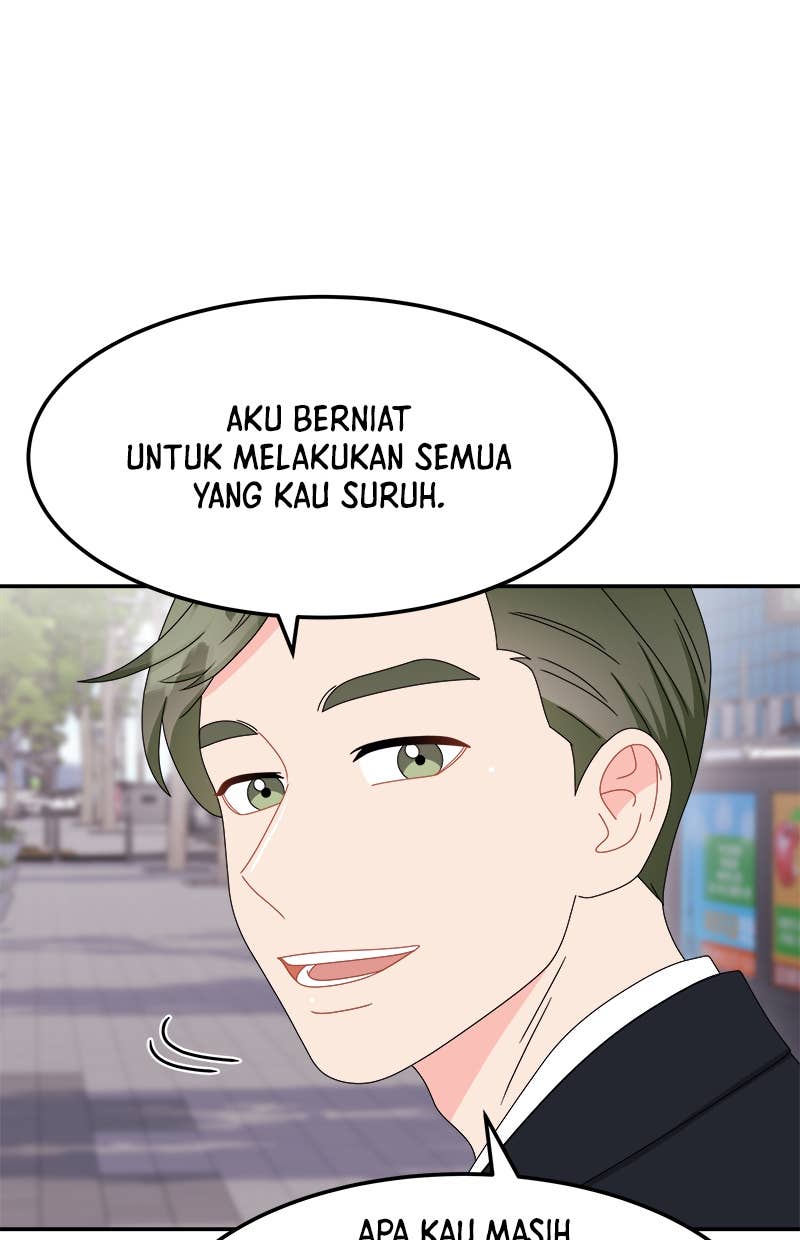 AKU BERNIAT
UNTUK MELAKUKAN SEMUA
YANG KAU SURUH.
APA KAU MASIH